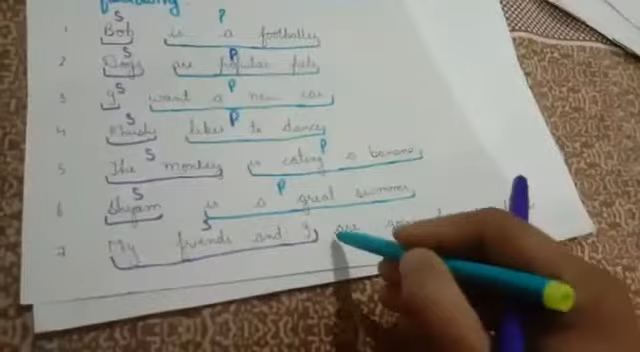 following
S P
1 Bob is a footballer
S P
2 Dogs are popular pets
S P
3 I want a new car
S P
4 Khushi likes to dance
S P
5 The monkey is eating a banana
S P
6 Shyam is a great swimmer
S
7 My friends and I are